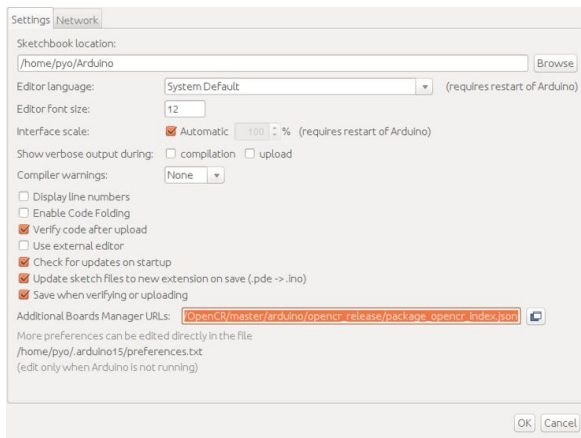 Settings Network
Sketchbook location:
/home/pyo/Arduino Browse
Editor language: System Default (requires restart of Arduino)
Editor font size: 12
Interface scale: Automatic 100 % (requires restart of Arduino)
Show verbose output during: compilation upload
Compiler warnings: None
Display line numbers
Enable Code Folding
Verify code after upload
Use external editor
Check for updates on startup
Update sketch files to new extension on save (.pde -> .ino)
Save when verifying or uploading
Additional Boards Manager URLs: /OpenCR/master/arduino/opencr_release/package_opencr_index.json
More preferences can be edited directly in the file
/home/pyo/.arduino15/preferences.txt
(edit only when Arduino is not running)
OK Cancel